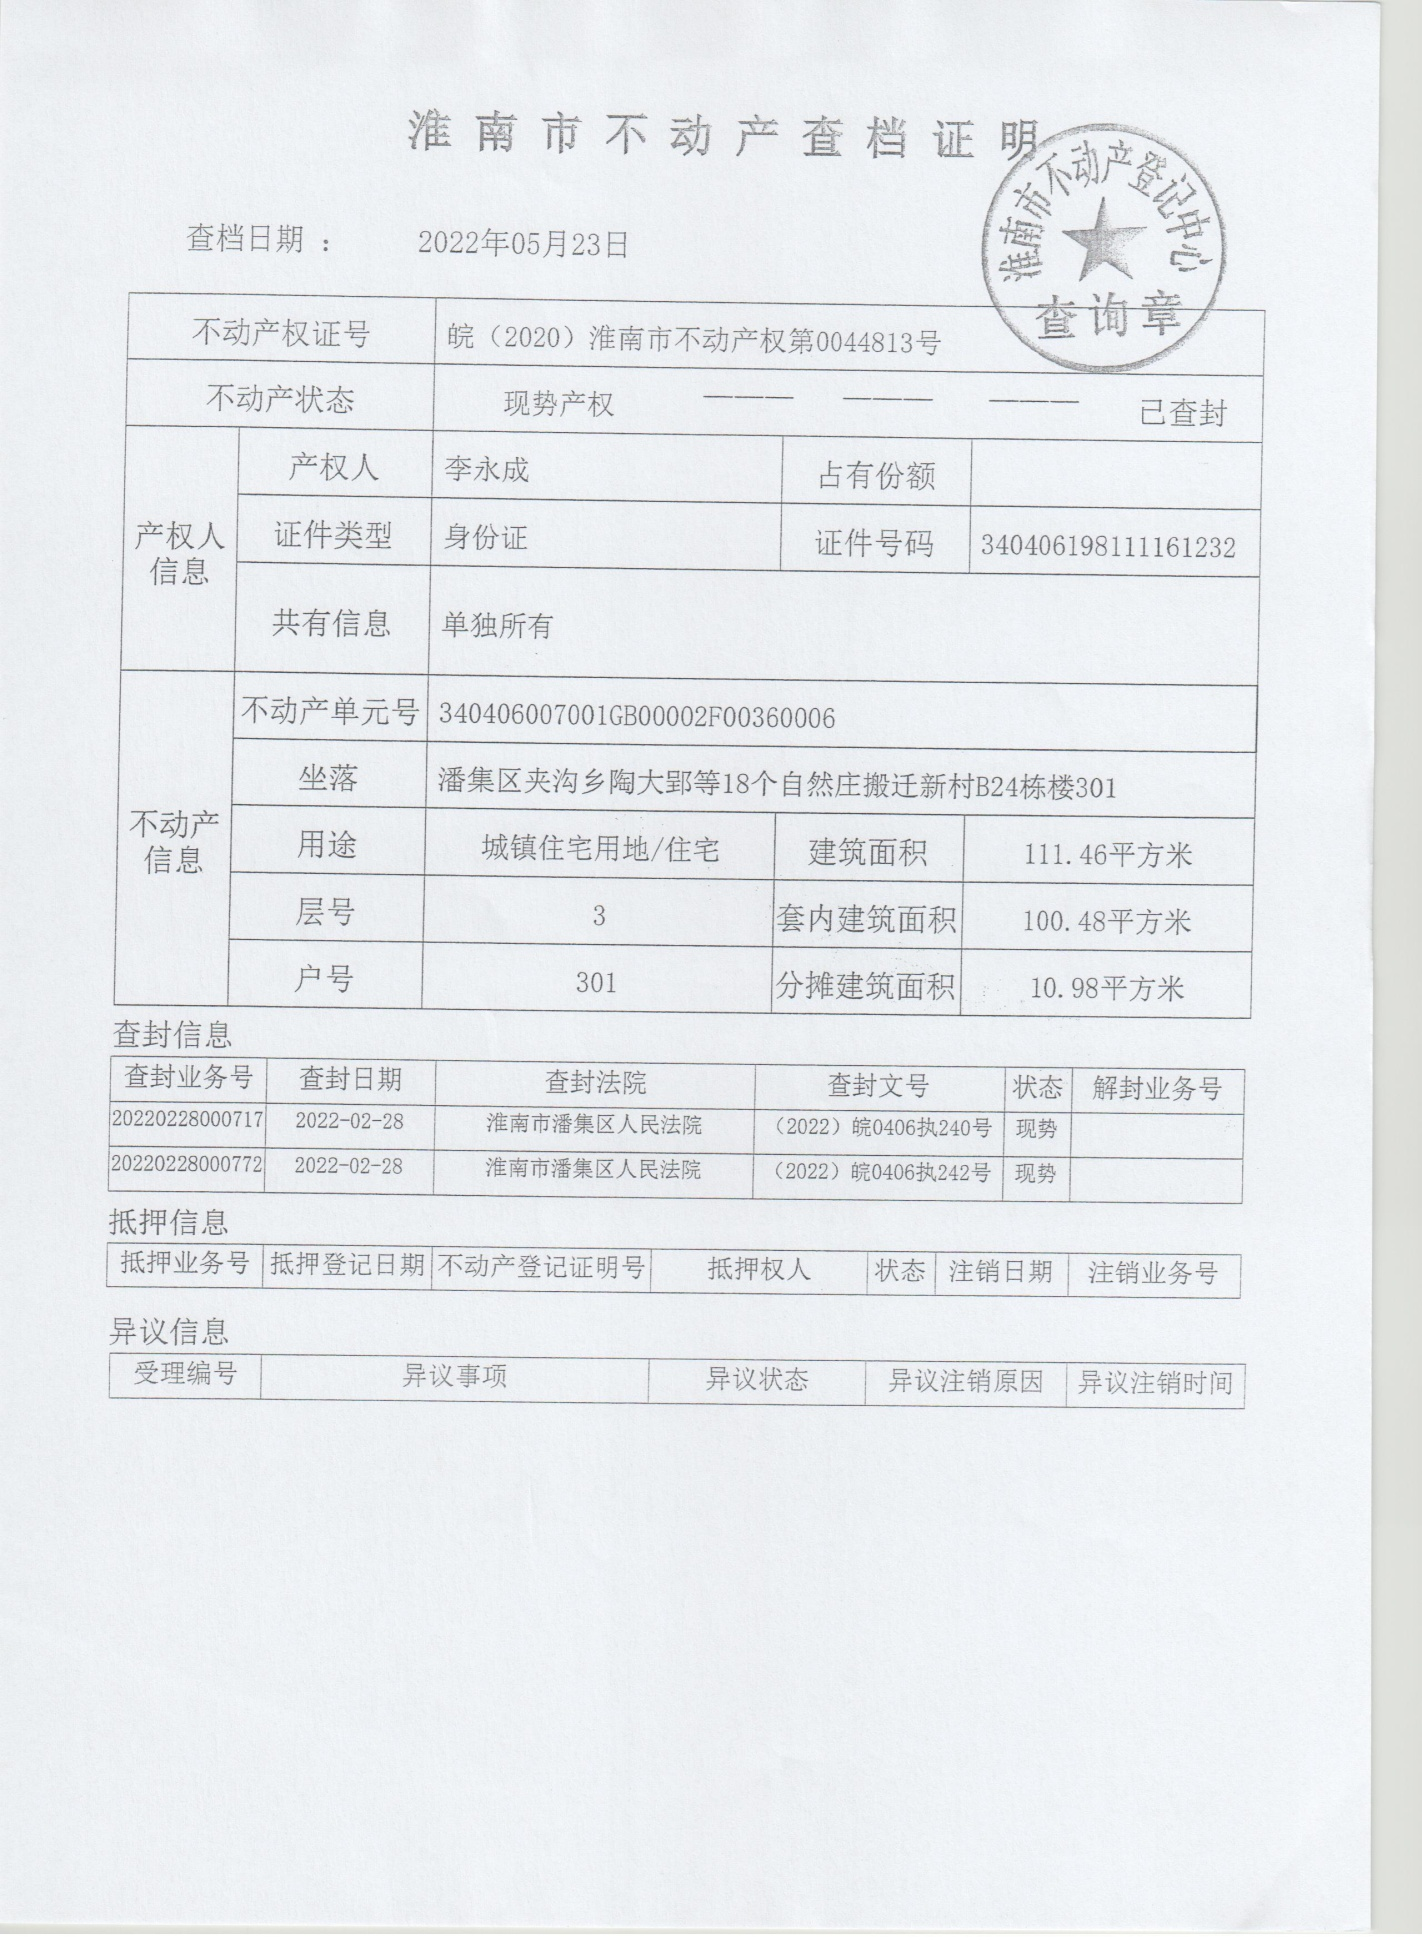 淮南市不动产查档证明
淮南市不动产登记中心
查询章
查档日期 ： 2022年05月23日
不动产权证号 皖（2020）淮南市不动产权第0044813号
不动产状态 现势产权 ——— ——— ——— 已查封
产权人信息
产权人 李永成 占有份额
证件类型 身份证 证件号码 340406198111161232
共有信息 单独所有
不动产信息
不动产单元号 340406007001GB00002F00360006
坐落 潘集区夹沟乡陶大郢等18个自然庄搬迁新村B24栋楼301
用途 城镇住宅用地/住宅 建筑面积 111.46平方米
层号 3 套内建筑面积 100.48平方米
户号 301 分摊建筑面积 10.98平方米
查封信息
查封业务号 查封日期 查封法院 查封文号 状态 解封业务号
20220228000717 2022-02-28 淮南市潘集区人民法院 （2022）皖0406执240号 现势
20220228000772 2022-02-28 淮南市潘集区人民法院 （2022）皖0406执242号 现势
抵押信息
抵押业务号 抵押登记日期 不动产登记证明号 抵押权人 状态 注销日期 注销业务号
异议信息
受理编号 异议事项 异议状态 异议注销原因 异议注销时间